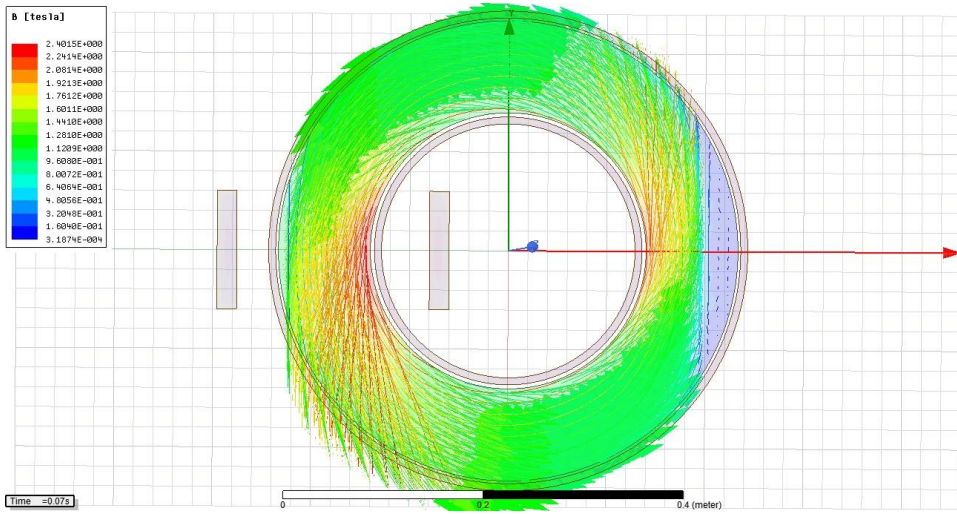 B [tesla]
2.4015E+000
2.2414E+000
2.0814E+000
1.9213E+000
1.7612E+000
1.6011E+000
1.4410E+000
1.2810E+000
1.1209E+000
9.6080E-001
8.0072E-001
6.4064E-001
4.8056E-001
3.2048E-001
1.6040E-001
3.1874E-004
Time =0.07s
0
0.2
0.4 (meter)